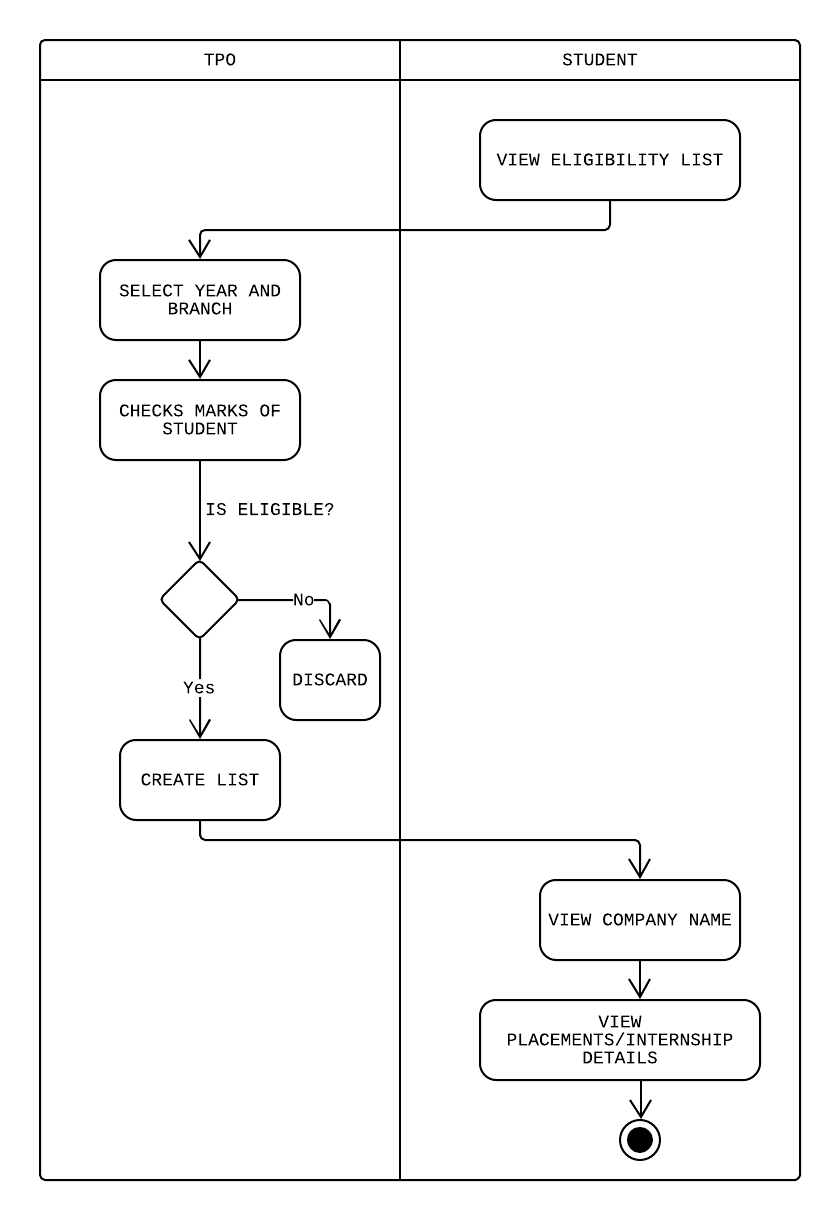 TPO
STUDENT
VIEW ELIGIBILITY LIST
SELECT YEAR AND
BRANCH
CHECKS MARKS OF
STUDENT
IS ELIGIBLE?
No
DISCARD
Yes
CREATE LIST
VIEW COMPANY NAME
VIEW
PLACEMENTS/INTERNSHIP
DETAILS